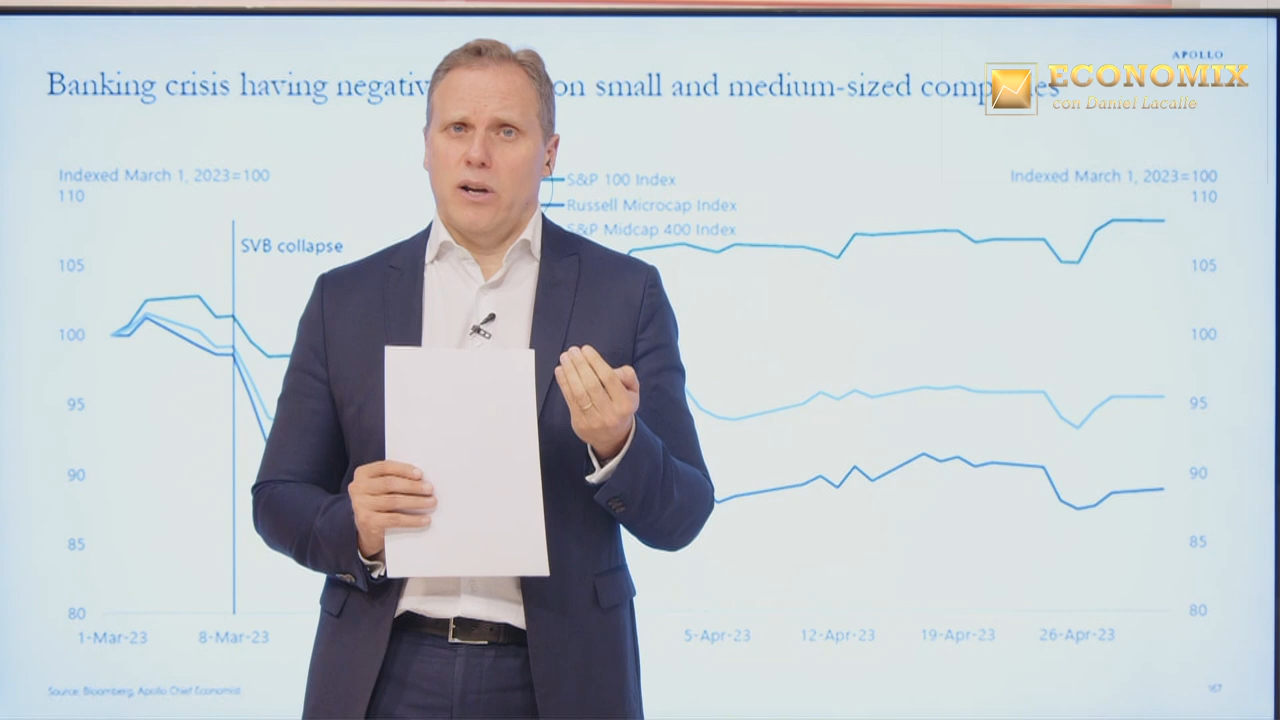 APOLLO
Banking crisis having negativ on small and medium-sized comp es
ECONOMIX
con Daniel Lacalle
Indexed March 1, 2023=100
Indexed March 1, 2023=100
S&P 100 Index
Russell Microcap Index
S&P Midcap 400 Index
SVB collapse
110
110
105
105
100
100
95
95
90
90
85
85
80
80
1-Mar-23
8-Mar-23
5-Apr-23
12-Apr-23
19-Apr-23
26-Apr-23
Source: Bloomberg, Apollo Chief Economist
167